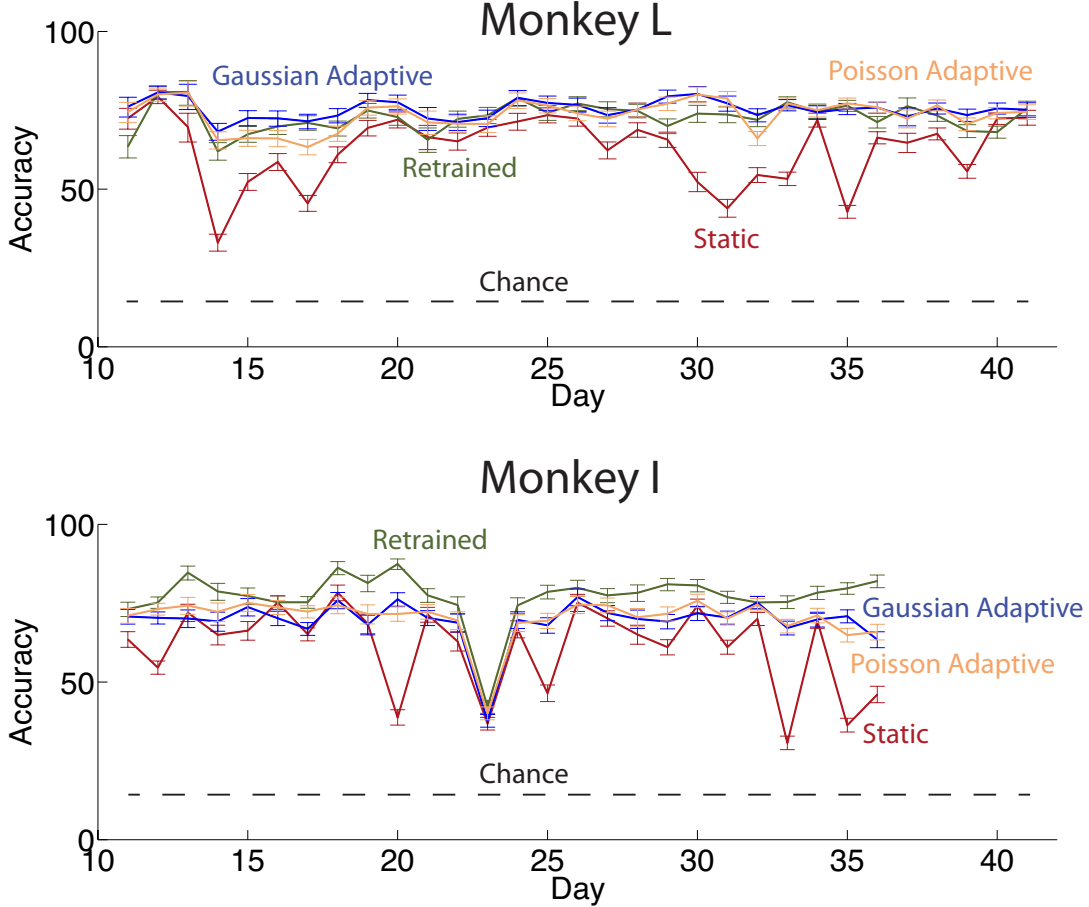 Monkey L
100
Gaussian Adaptive
Poisson Adaptive
Accuracy
Retrained
50
Static
Chance
0
10 15 20 25 30 35 40
Day
Monkey I
100
Retrained
Gaussian Adaptive
Accuracy
Poisson Adaptive
50
Static
Chance
0
10 15 20 25 30 35 40
Day